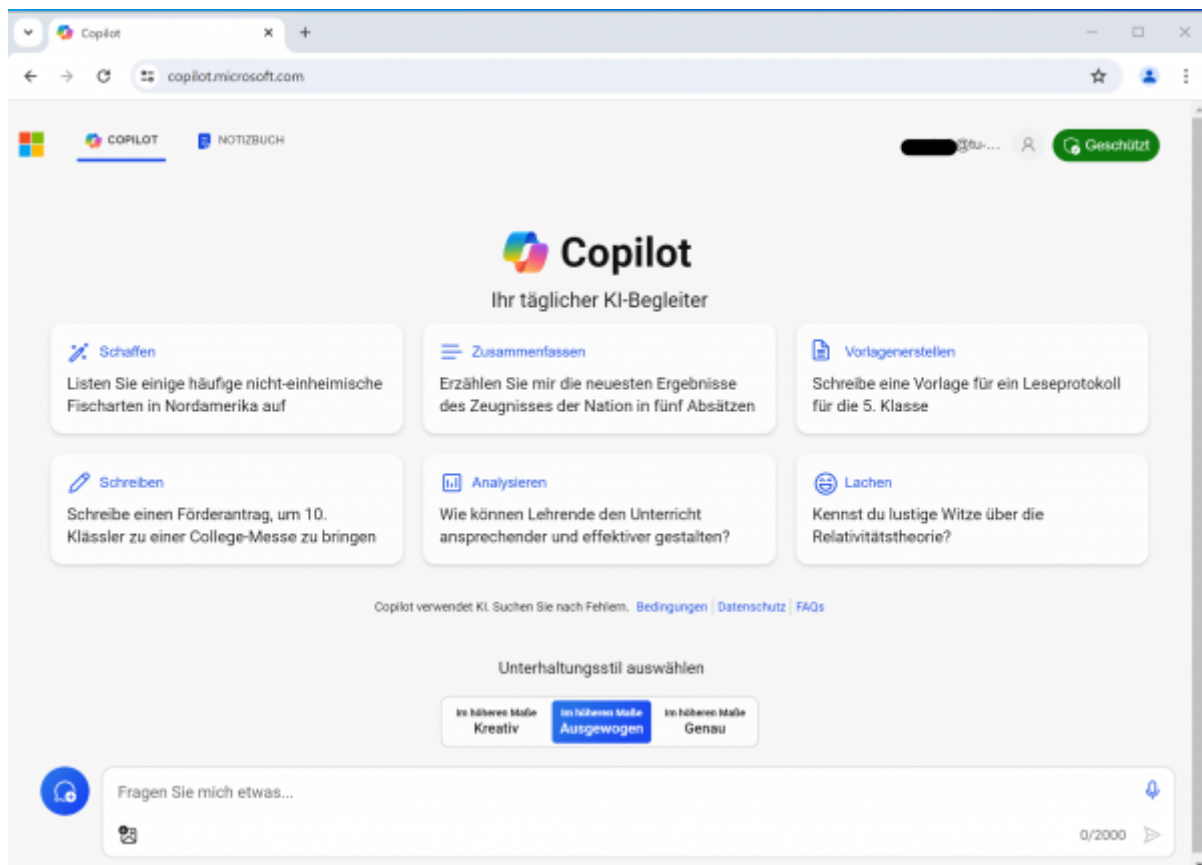 Copilot
copilot.microsoft.com
COPILOT
NOTIZBUCH
@tu-...
Geschützt
Copilot
Ihr täglicher KI-Begleiter
Schaffen
Listen Sie einige häufige nicht-einheimische
Fischarten in Nordamerika auf
Zusammenfassen
Erzählen Sie mir die neuesten Ergebnisse
des Zeugnisses der Nation in fünf Absätzen
Vorlagenerstellen
Schreibe eine Vorlage für ein Leseprotokoll
für die 5. Klasse
Schreiben
Schreibe einen Förderantrag, um 10.
Klässler zu einer College-Messe zu bringen
Analysieren
Wie können Lehrende den Unterricht
ansprechender und effektiver gestalten?
Lachen
Kennst du lustige Witze über die
Relativitätstheorie?
Copilot verwendet KI. Suchen Sie nach Fehlern. Bedingungen | Datenschutz | FAQs
Unterhaltungsstil auswählen
Im höheren Maße
Kreativ
Im höheren Maße
Ausgewogen
Im höheren Maße
Genau
Fragen Sie mich etwas...
0/2000